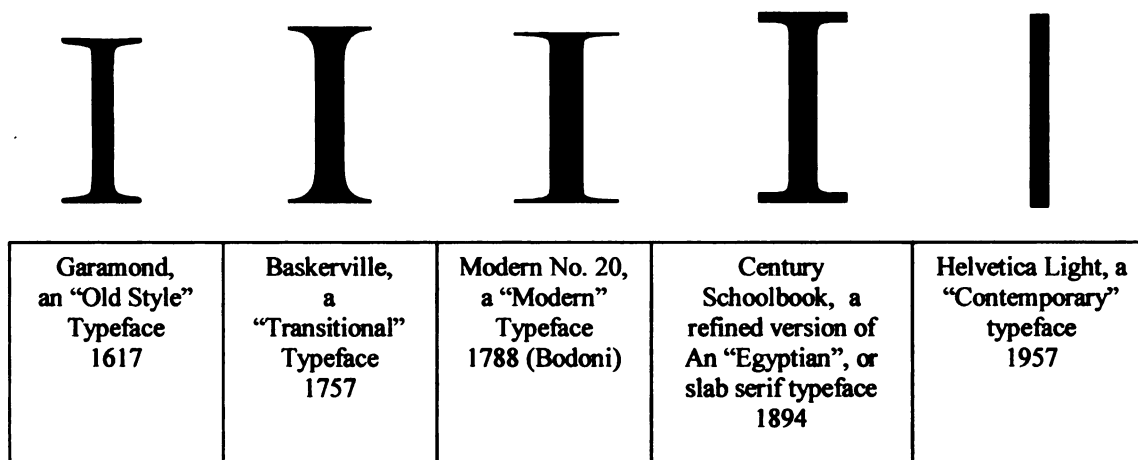 I I I I I
Garamond,
an “Old Style”
Typeface
1617
Baskerville,
a
“Transitional”
Typeface
1757
Modern No. 20,
a “Modern”
Typeface
1788 (Bodoni)
Century
Schoolbook, a
refined version of
An “Egyptian”, or
slab serif typeface
1894
Helvetica Light, a
“Contemporary”
typeface
1957